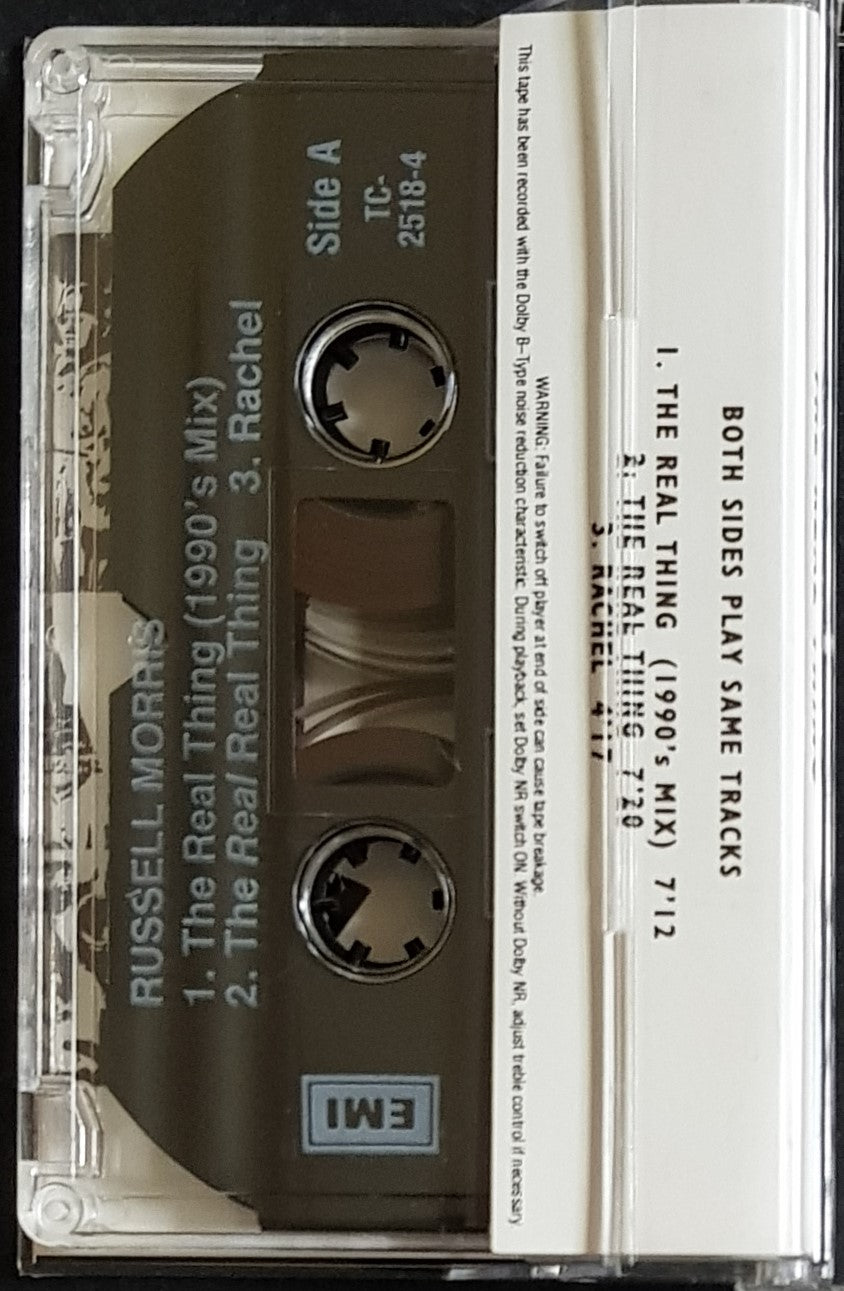 Side A
TC-
2518-4
RUSSELL MORRIS
1. The Real Thing (1990's Mix)
2. The Real Real Thing 3. Rachel
EMI
BOTH SIDES PLAY SAME TRACKS
1. THE REAL THING (1990's MIX) 7'12
2. THE REAL THING 7'20
3. RACHEL 4'17
WARNING: Failure to switch off player at end of side can cause tape breakage.
This tape has been recorded with the Dolby B-Type noise reduction characteristic. During playback, set Dolby NR switch ON. Without Dolby NR, adjust treble control if necessary